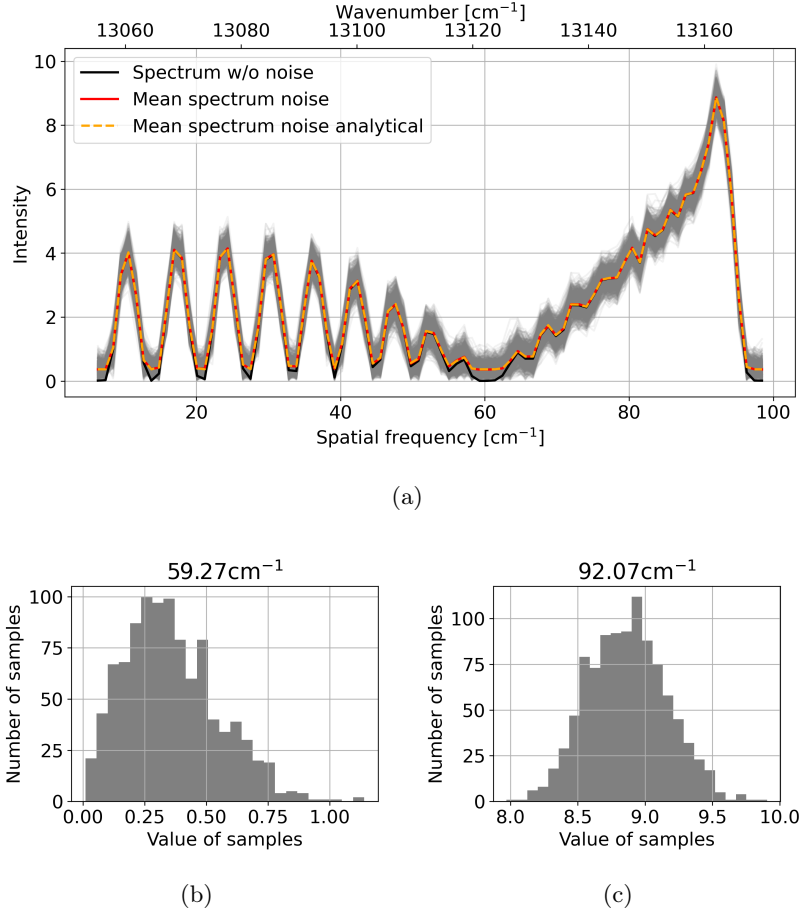 Wavenumber [cm⁻¹]
13060 13080 13100 13120 13140 13160
10
8
6
4
2
0
Intensity
Spectrum w/o noise
Mean spectrum noise
Mean spectrum noise analytical
20 40 60 80 100
Spatial frequency [cm⁻¹]
(a)
59.27cm⁻¹
100
75
50
25
0
Number of samples
0.00 0.25 0.50 0.75 1.00
Value of samples
(b)
92.07cm⁻¹
100
75
50
25
0
Number of samples
8.0 8.5 9.0 9.5 10.0
Value of samples
(c)